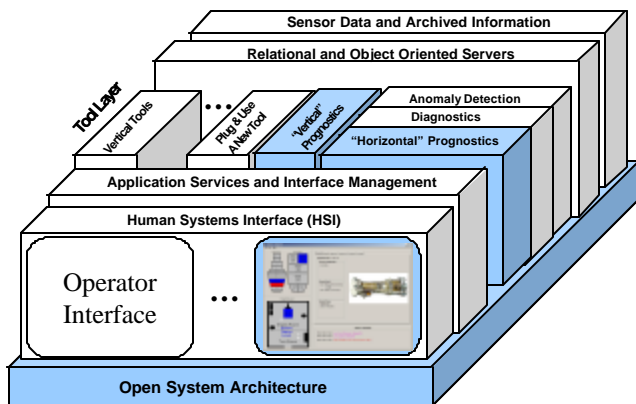 Sensor Data and Archived Information
Relational and Object Oriented Servers
Tool Layer
Vertical Tools
...
Plug & Use
A New Tool
"Vertical"
Prognostics
Anomaly Detection
Diagnostics
"Horizontal" Prognostics
Application Services and Interface Management
Human Systems Interface (HSI)
Operator
Interface
...
Open System Architecture